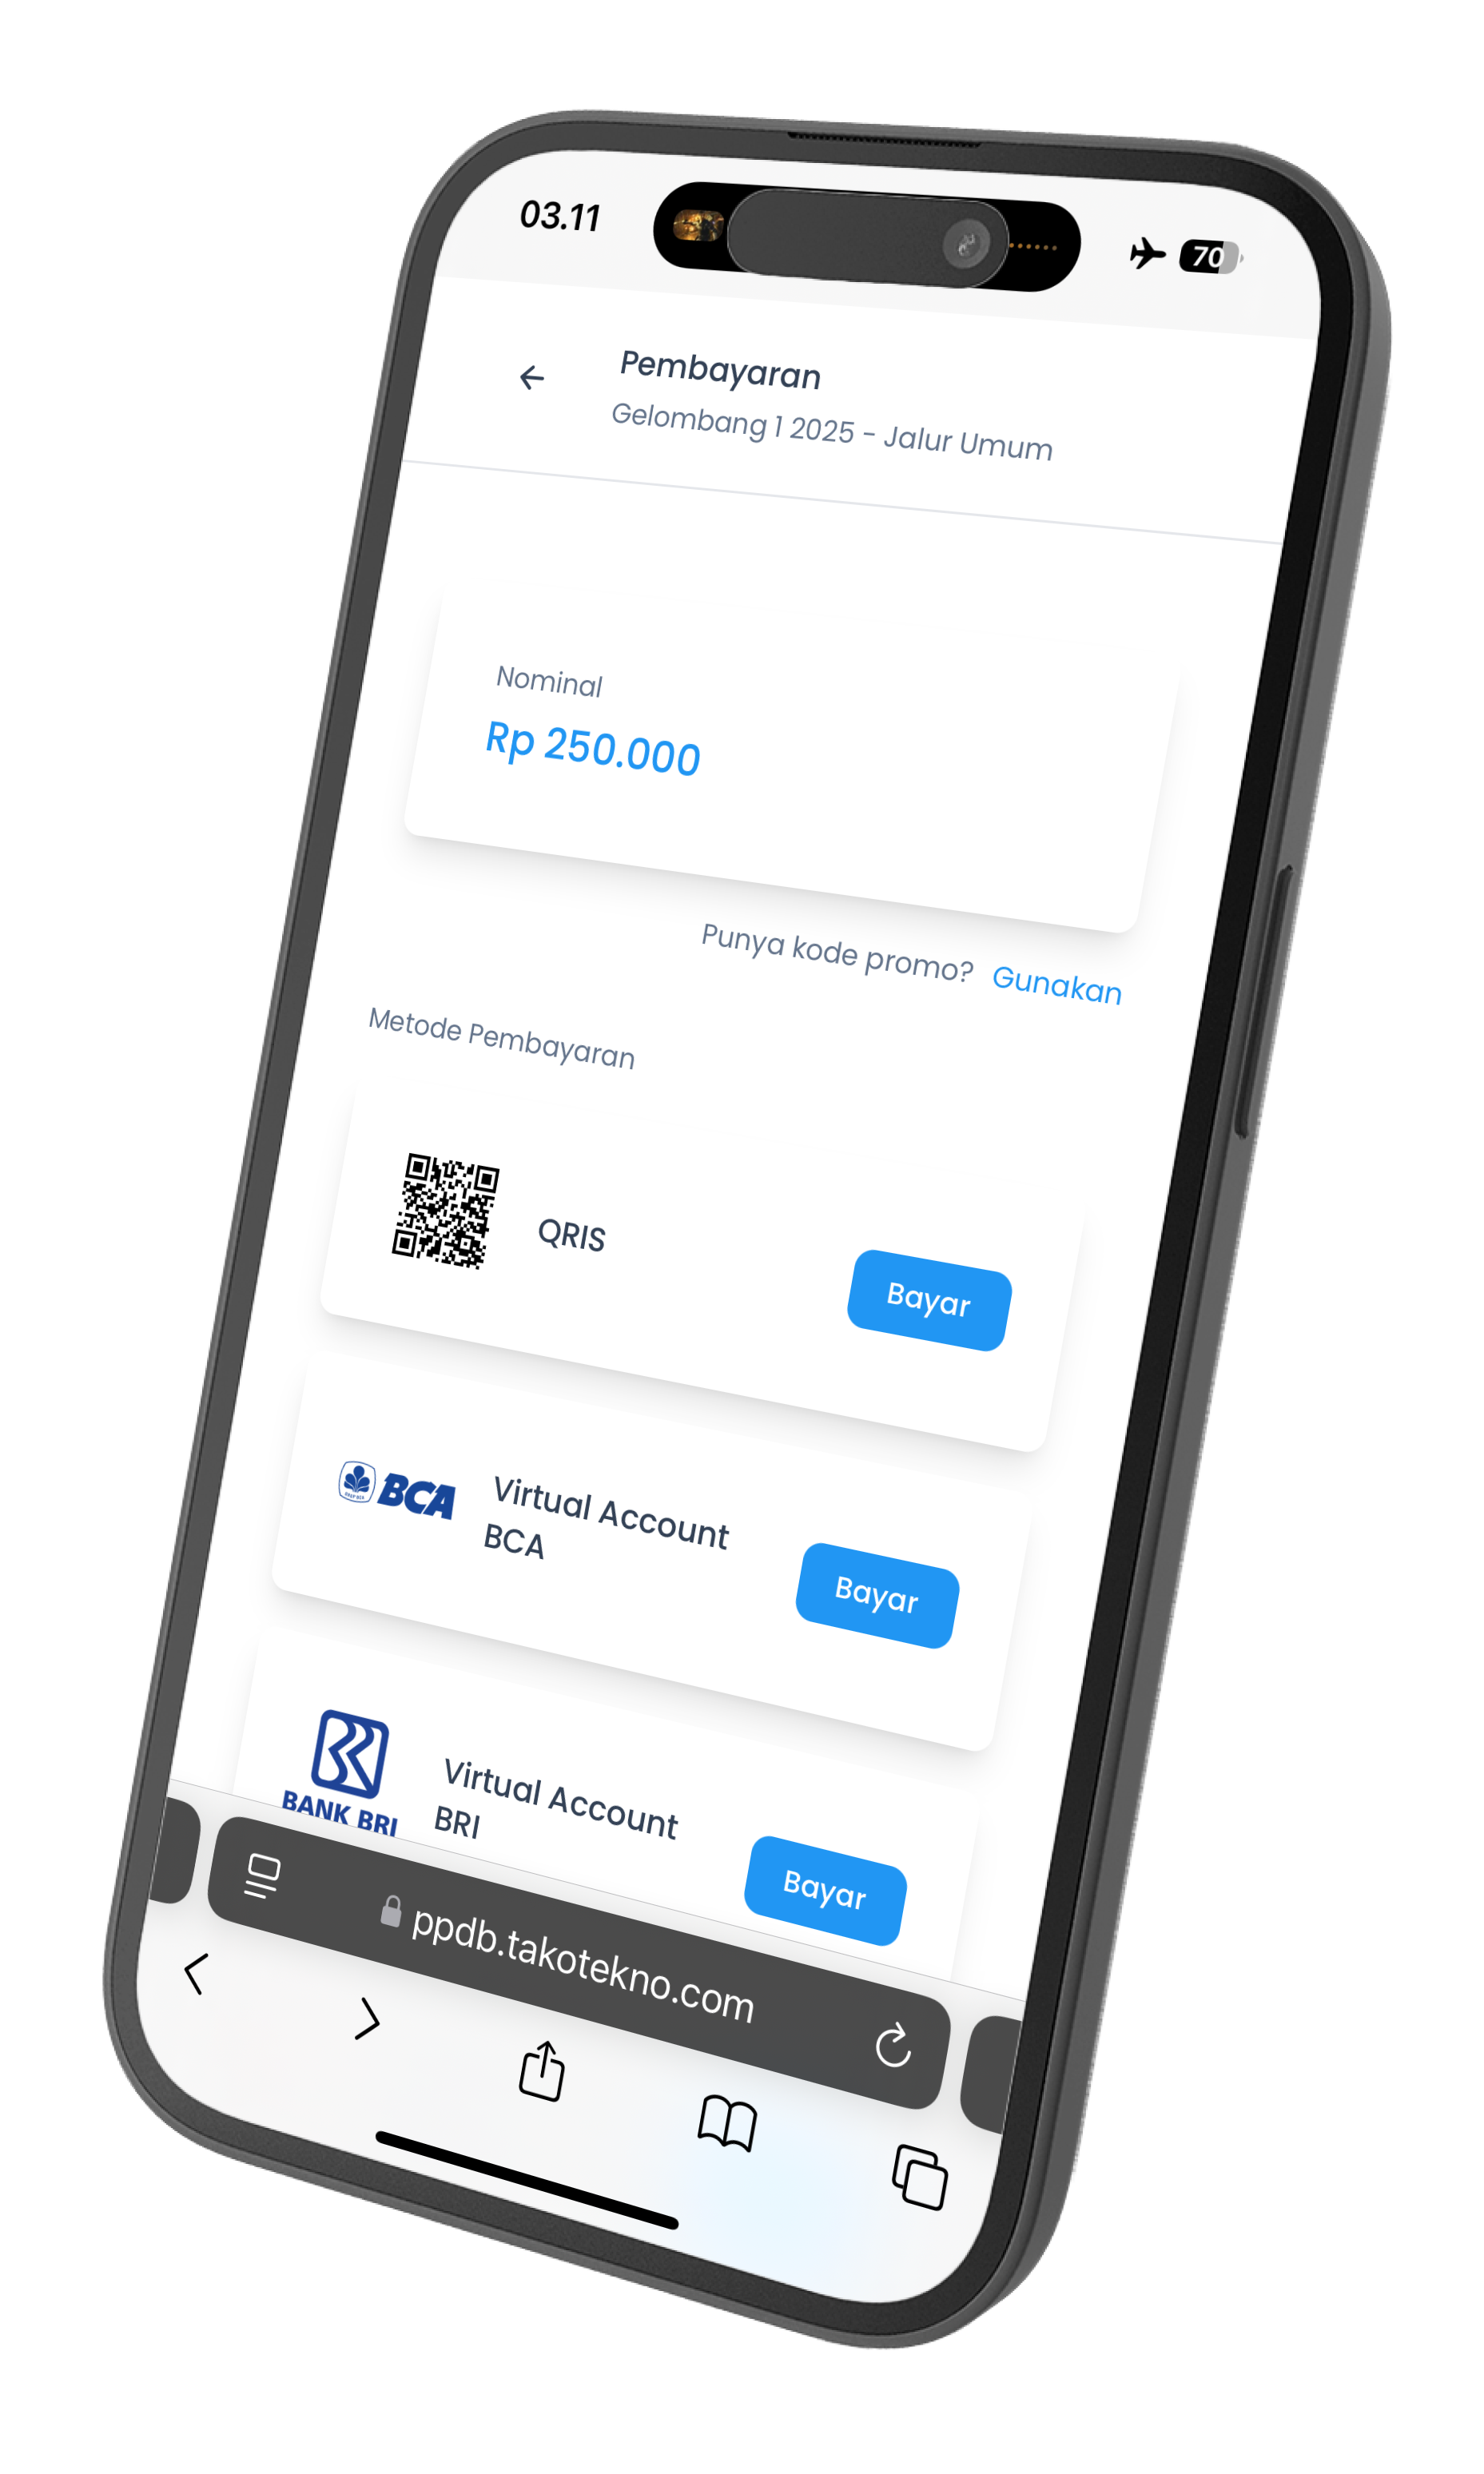 03.11
70
Pembayaran
Gelombang 1 2025 - Jalur Umum
Nominal
Rp 250.000
Punya kode promo? Gunakan
Metode Pembayaran
QRIS
Bayar
BCA
Virtual Account
BCA
Bayar
BANK BRI
Virtual Account
BRI
Bayar
ppdb.takotekno.com